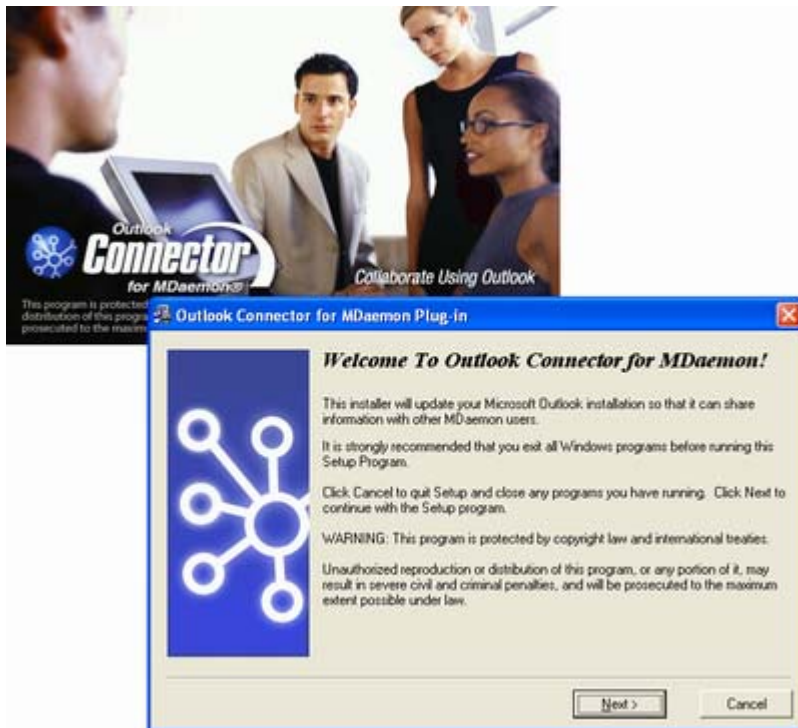 Outlook
Connector
for MDaemon®
Collaborate Using Outlook
This program is protected
distribution of this progra
prosecuted to the maxim
Outlook Connector for MDaemon Plug-in
Welcome To Outlook Connector for MDaemon!
This installer will update your Microsoft Outlook installation so that it can share
information with other MDaemon users.
It is strongly recommended that you exit all Windows programs before running this
Setup Program.
Click Cancel to quit Setup and close any programs you have running. Click Next to
continue with the Setup program.
WARNING: This program is protected by copyright law and international treaties.
Unauthorized reproduction or distribution of this program, or any portion of it, may
result in severe civil and criminal penalties, and will be prosecuted to the maximum
extent possible under law.
Next >
Cancel